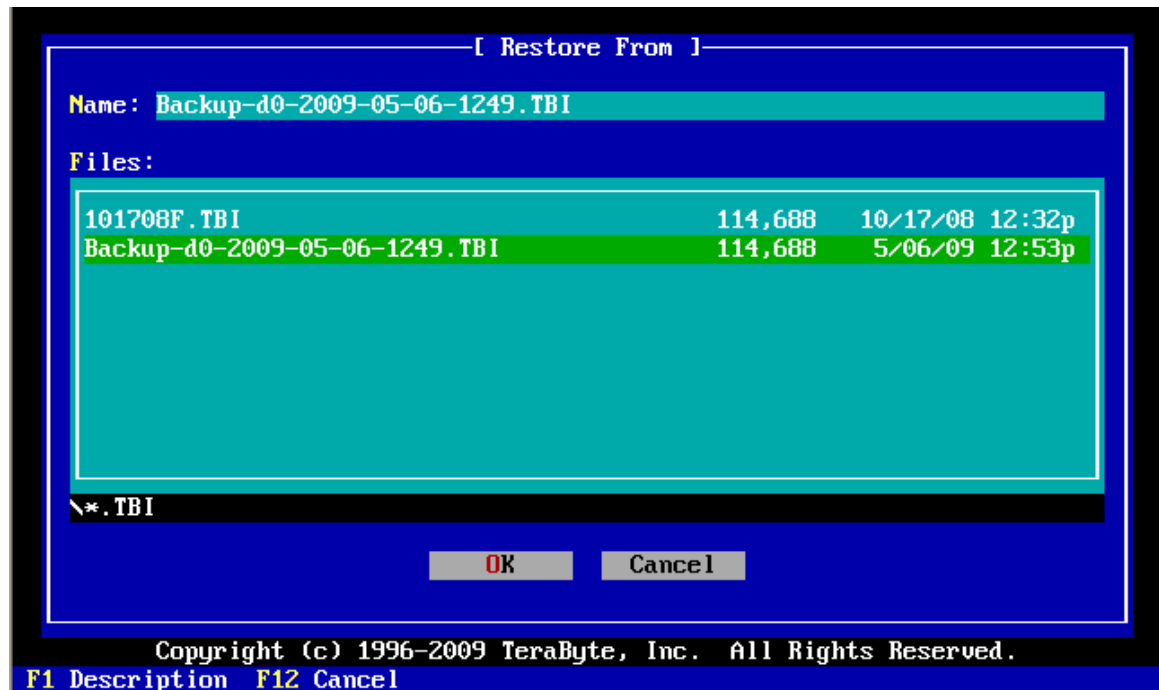 [ Restore From ]
Name: Backup-d0-2009-05-06-1249.TBI
Files:
101708F.TBI 114,688 10/17/08 12:32p
Backup-d0-2009-05-06-1249.TBI 114,688 5/06/09 12:53p
\*.TBI
OK Cancel
Copyright (c) 1996-2009 TeraByte, Inc. All Rights Reserved.
F1 Description F12 Cancel